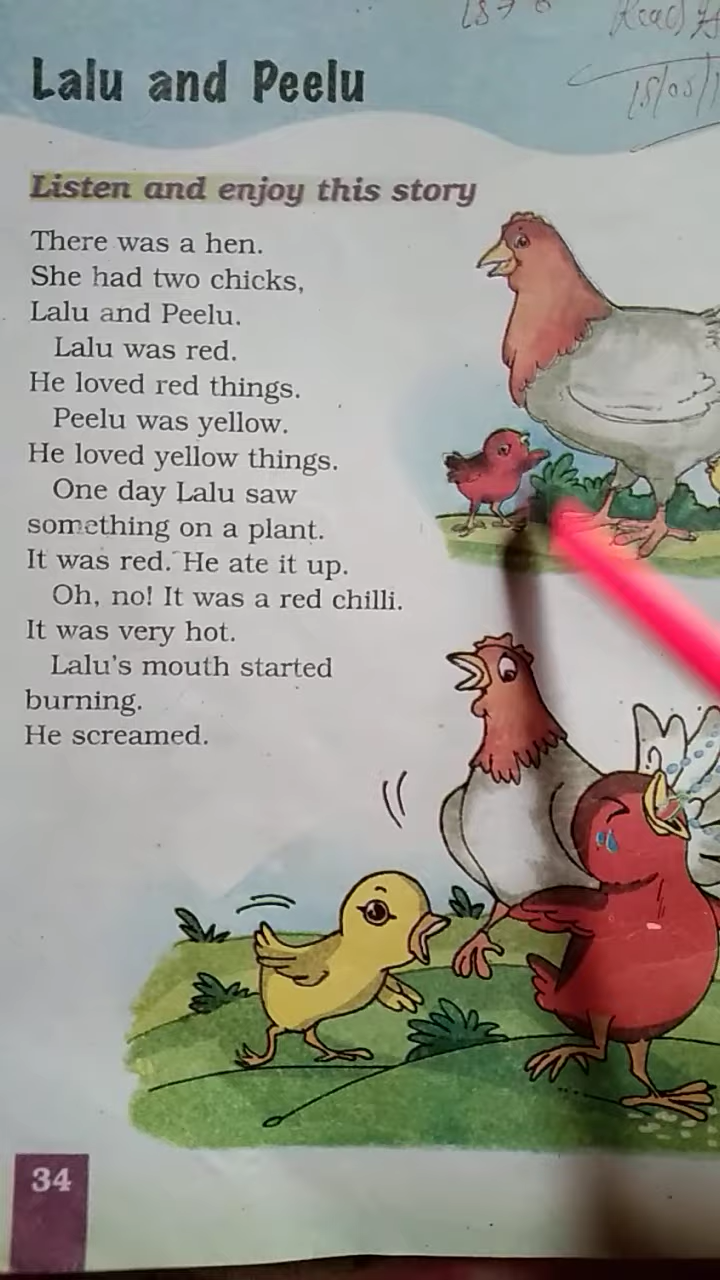 Lalu and Peelu
Listen and enjoy this story
There was a hen.
She had two chicks,
Lalu and Peelu.
Lalu was red.
He loved red things.
Peelu was yellow.
He loved yellow things.
One day Lalu saw
something on a plant.
It was red. He ate it up.
Oh, no! It was a red chilli.
It was very hot.
Lalu's mouth started
burning.
He screamed.
34